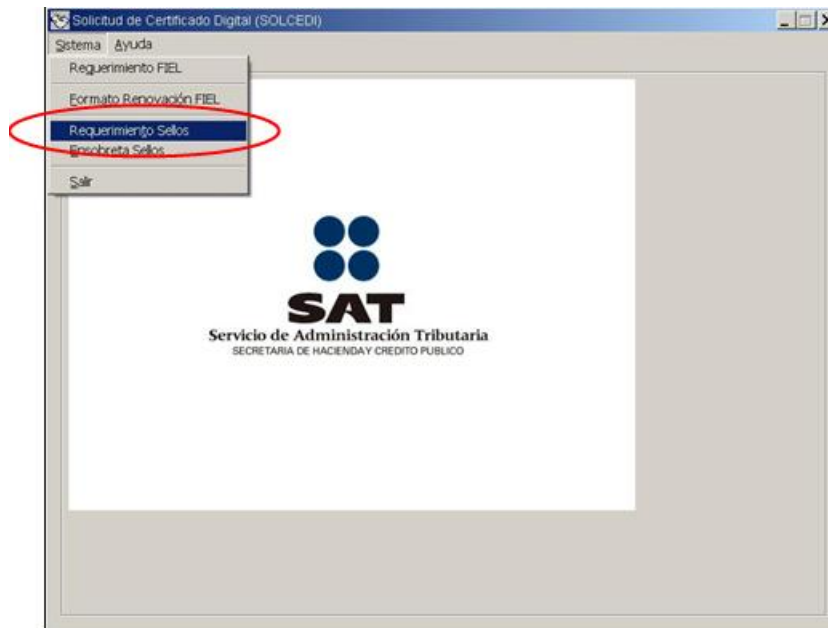 Solicitud de Certificado Digital (SOLCEDI)
Sistema Ayuda
Requerimiento FIEL
Formato Renovación FIEL
Requerimiento Sellos
Ensobreta Sellos
Salir
SAT
Servicio de Administración Tributaria
SECRETARIA DE HACIENDA Y CREDITO PUBLICO